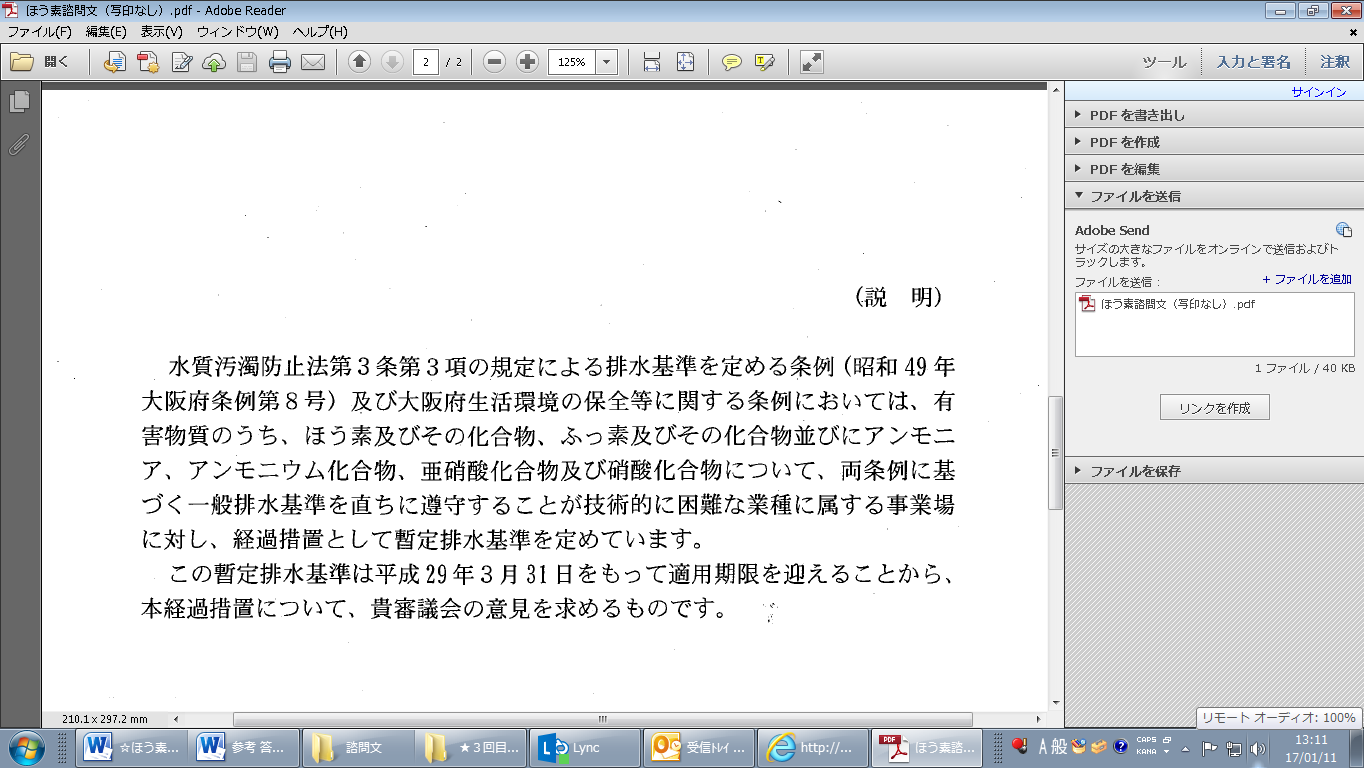 ほう素諮問文（写印なし）.pdf - Adobe Reader
ファイル(F) 編集(E) 表示(V) ウィンドウ(W) ヘルプ(H)
開く 2 / 2 125% ツール 入力と署名 注釈
サインイン
PDF を書き出し
PDF を作成
PDF を編集
ファイルを送信
Adobe Send
サイズの大きなファイルをオンラインで送信およびト
ラックします。
ファイルを送信 :
+ ファイルを追加
ほう素諮問文（写印なし）.pdf
1 ファイル / 40 KB
リンクを作成
ファイルを保存
（説　明）
水質汚濁防止法第３条第３項の規定による排水基準を定める条例（昭和 49 年
大阪府条例第８号）及び大阪府生活環境の保全等に関する条例においては、有
害物質のうち、ほう素及びその化合物、ふっ素及びその化合物並びにアンモニ
ア、アンモニウム化合物、亜硝酸化合物及び硝酸化合物について、両条例に基
づく一般排水基準を直ちに遵守することが技術的に困難な業種に属する事業場
に対し、経過措置として暫定排水基準を定めています。
この暫定排水基準は平成 29 年３月 31 日をもって適用期限を迎えることから、
本経過措置について、貴審議会の意見を求めるものです。
210.1 x 297.2 mm
リモート オーディオ: 100%
☆ほう素... 参考 答... 諮問文 ★３回目... Lync 受信トレイ ... http://... ほう素諮... A 般 CAPS KANA 13:11
17/01/11